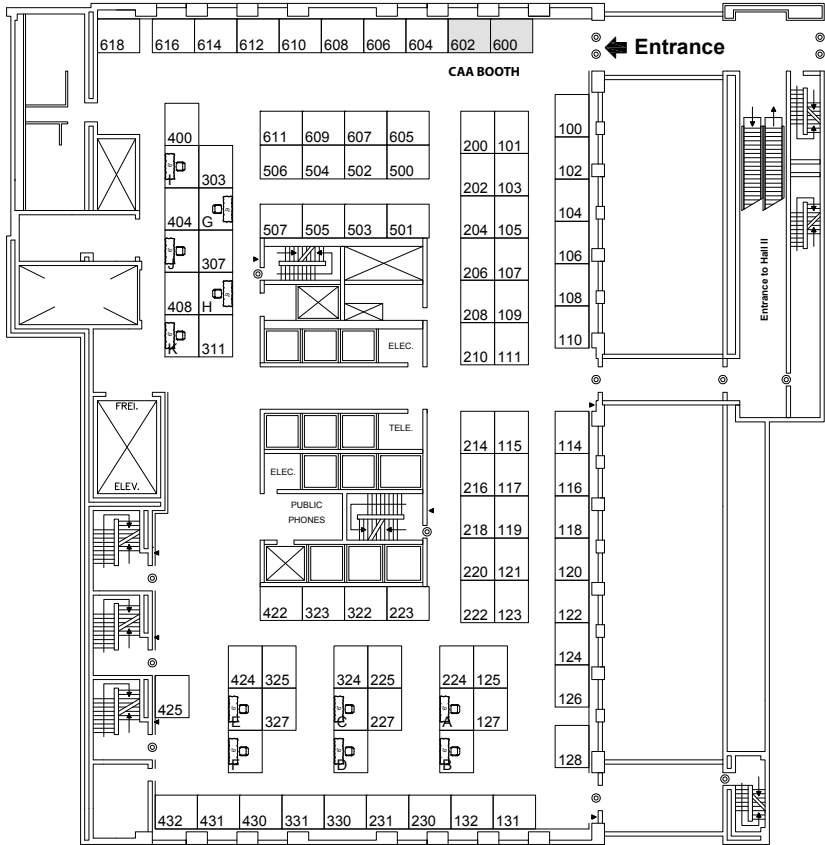 618 616 614 612 610 608 606 604 602 600
Entrance
CAA BOOTH
400 611 609 607 605 100
200 101
I 303 506 504 502 500 102
202 103
404 G 507 505 503 501 104
204 105
J 307 106
206 107
408 H 108
208 109
K 311 ELEC. 110
210 111
Entrance to Hall II
FREI.
ELEV.
TELE.
ELEC.
PUBLIC
PHONES
214 115 114
216 117 116
218 119 118
220 121 120
422 323 322 223 222 123 122
424 325 324 225 224 125 124
425 E 327 C 227 A 127 126
F D B 128
432 431 430 331 330 231 230 132 131